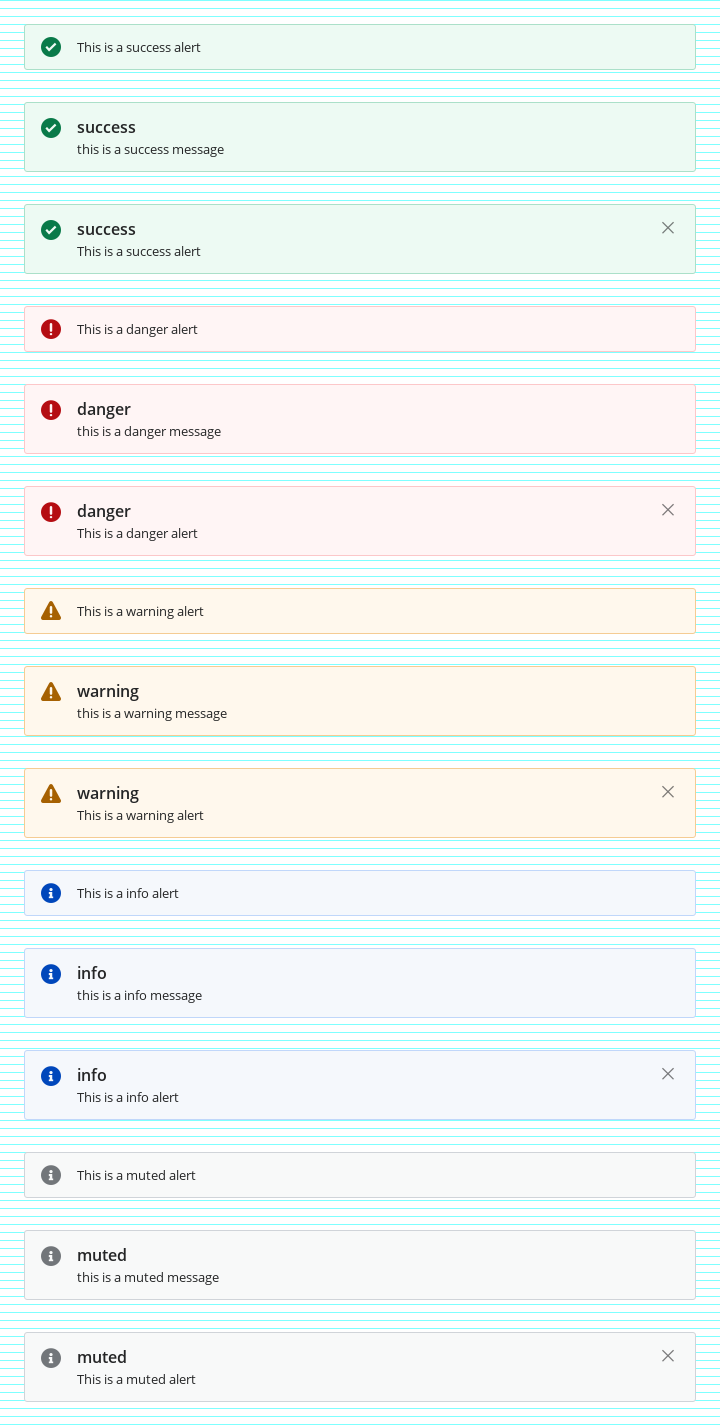 This is a success alert
success
this is a success message
success
This is a success alert
This is a danger alert
danger
this is a danger message
danger
This is a danger alert
This is a warning alert
warning
this is a warning message
warning
This is a warning alert
This is a info alert
info
this is a info message
info
This is a info alert
This is a muted alert
muted
this is a muted message
muted
This is a muted alert